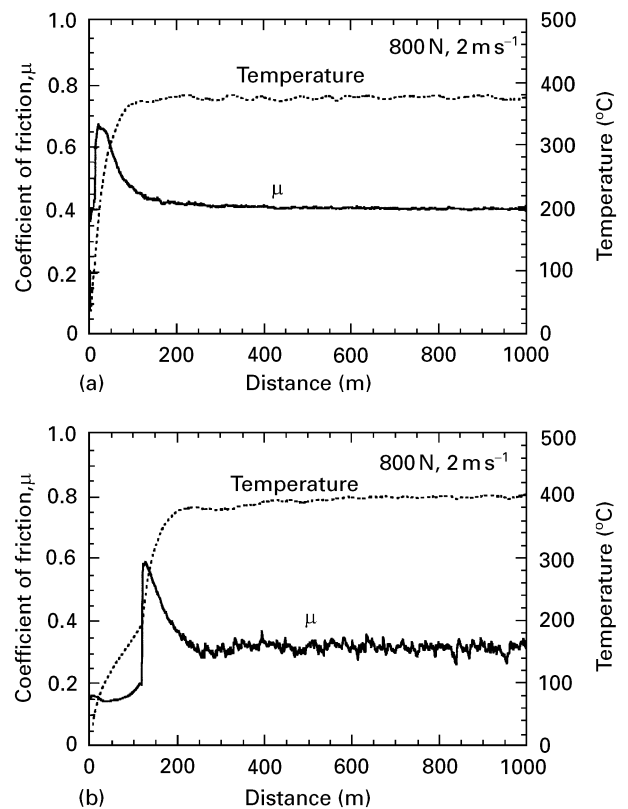 1.0
0.8
0.6
0.4
0.2
0
Coefficient of friction,μ
800 N, 2 m s⁻¹
Temperature
μ
500
400
300
200
100
0
Temperature (°C)
0 200 400 600 800 1000
(a) Distance (m)
1.0
0.8
0.6
0.4
0.2
0
Coefficient of friction,μ
800 N, 2 m s⁻¹
Temperature
μ
500
400
300
200
100
0
Temperature (°C)
0 200 400 600 800 1000
(b) Distance (m)